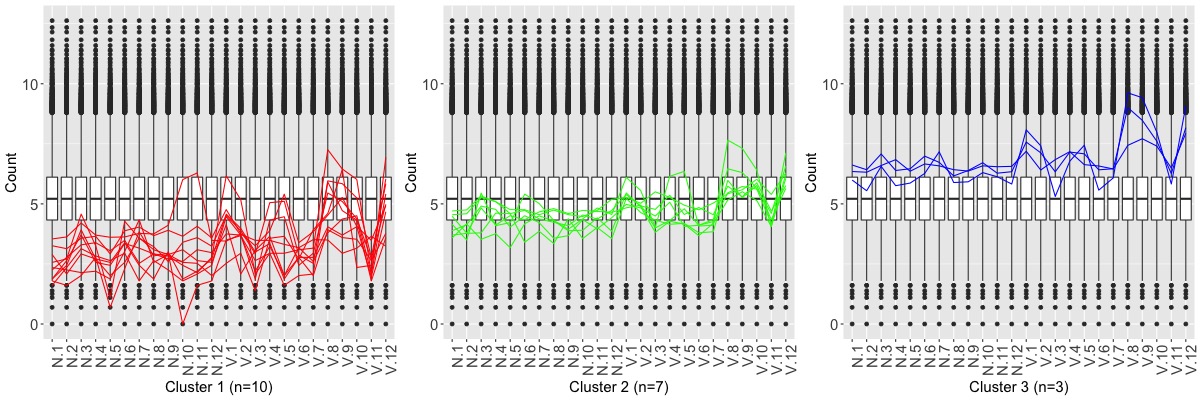 Count
10
5
0
N.1
N.2
N.3
N.4
N.5
N.6
N.7
N.8
N.9
N.10
N.11
N.12
V.1
V.2
V.3
V.4
V.5
V.6
V.7
V.8
V.9
V.10
V.11
V.12
Cluster 1 (n=10)
Count
10
5
0
N.1
N.2
N.3
N.4
N.5
N.6
N.7
N.8
N.9
N.10
N.11
N.12
V.1
V.2
V.3
V.4
V.5
V.6
V.7
V.8
V.9
V.10
V.11
V.12
Cluster 2 (n=7)
Count
10
5
0
N.1
N.2
N.3
N.4
N.5
N.6
N.7
N.8
N.9
N.10
N.11
N.12
V.1
V.2
V.3
V.4
V.5
V.6
V.7
V.8
V.9
V.10
V.11
V.12
Cluster 3 (n=3)